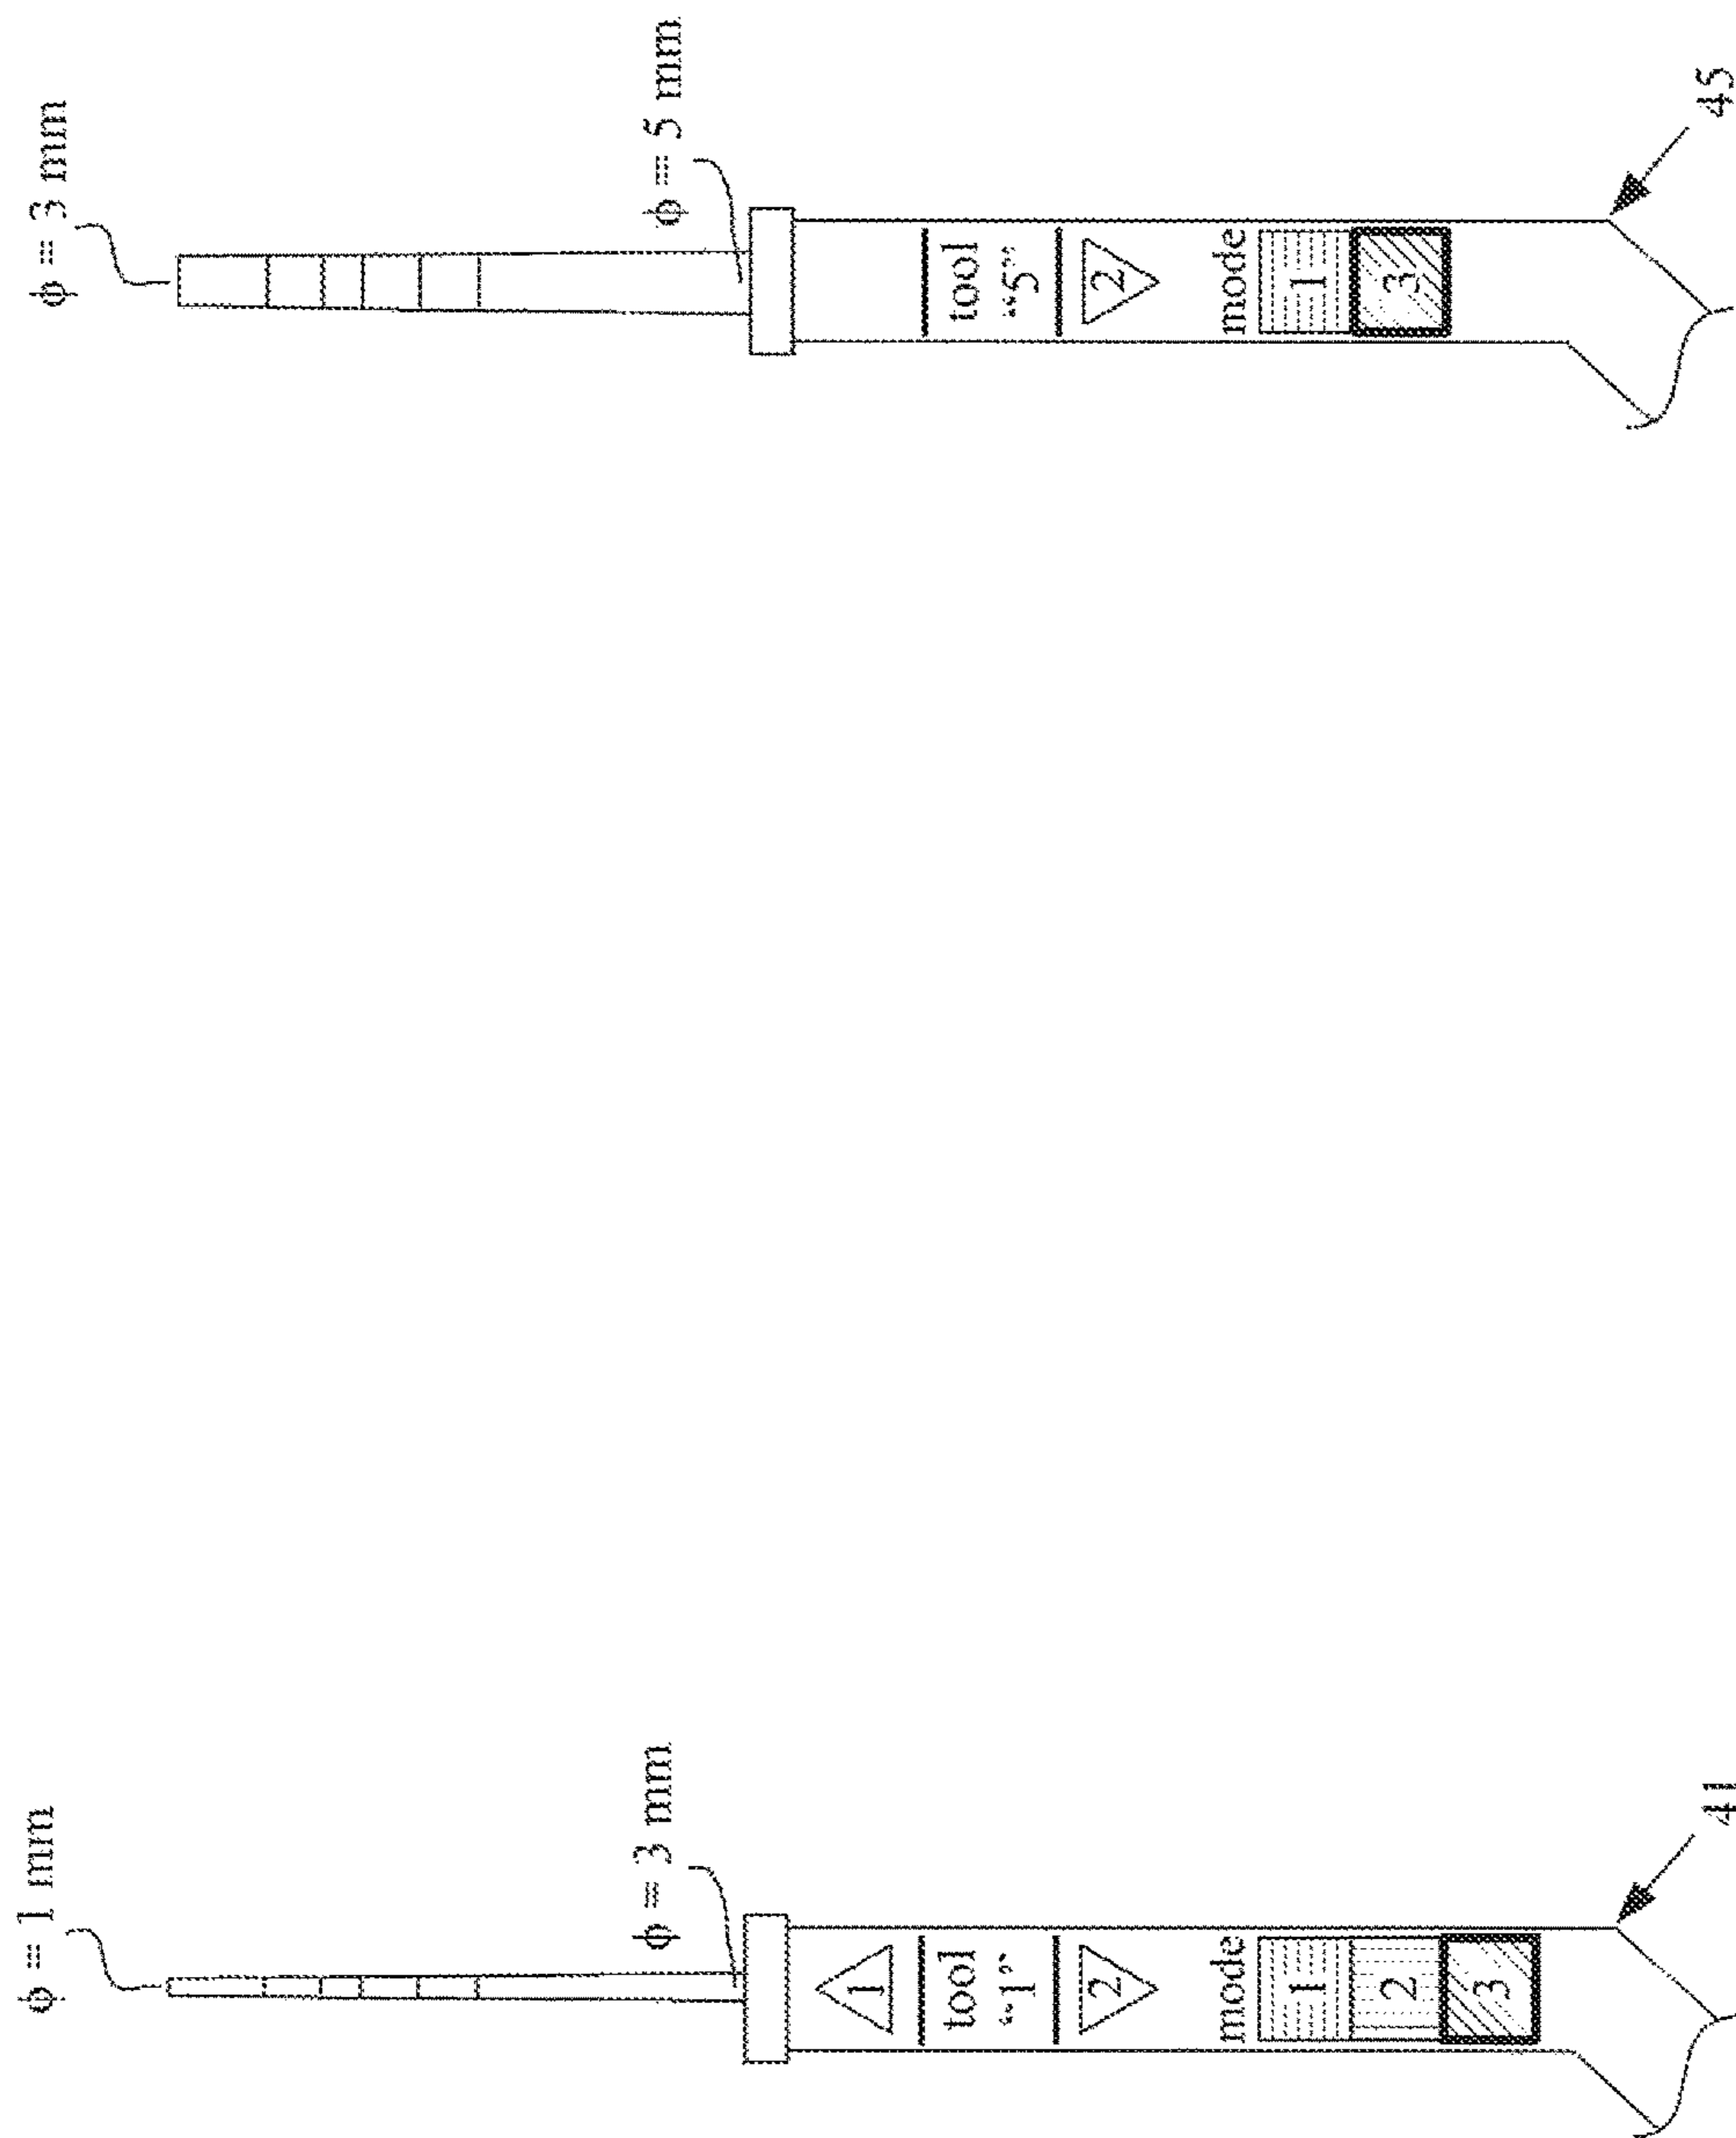 ϕ = 1 mm
ϕ = 3 mm
1
tool
“1”
2
mode
1
2
3
41
ϕ = 3 mm
ϕ = 5 mm
tool
“5”
2
mode
1
3
45